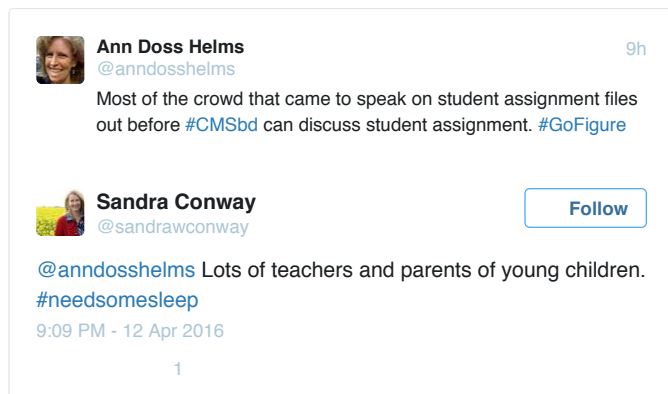 Ann Doss Helms
9h
@anndosshelms
Most of the crowd that came to speak on student assignment files
out before #CMSbd can discuss student assignment. #GoFigure
Sandra Conway
Follow
@sandrawconway
@anndosshelms Lots of teachers and parents of young children.
#needsomesleep
9:09 PM - 12 Apr 2016
1